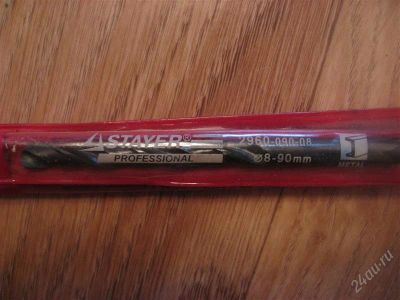 STAYER®
PROFESSIONAL
2960-090-08
Ø8-90mm
METAL
24au.ru